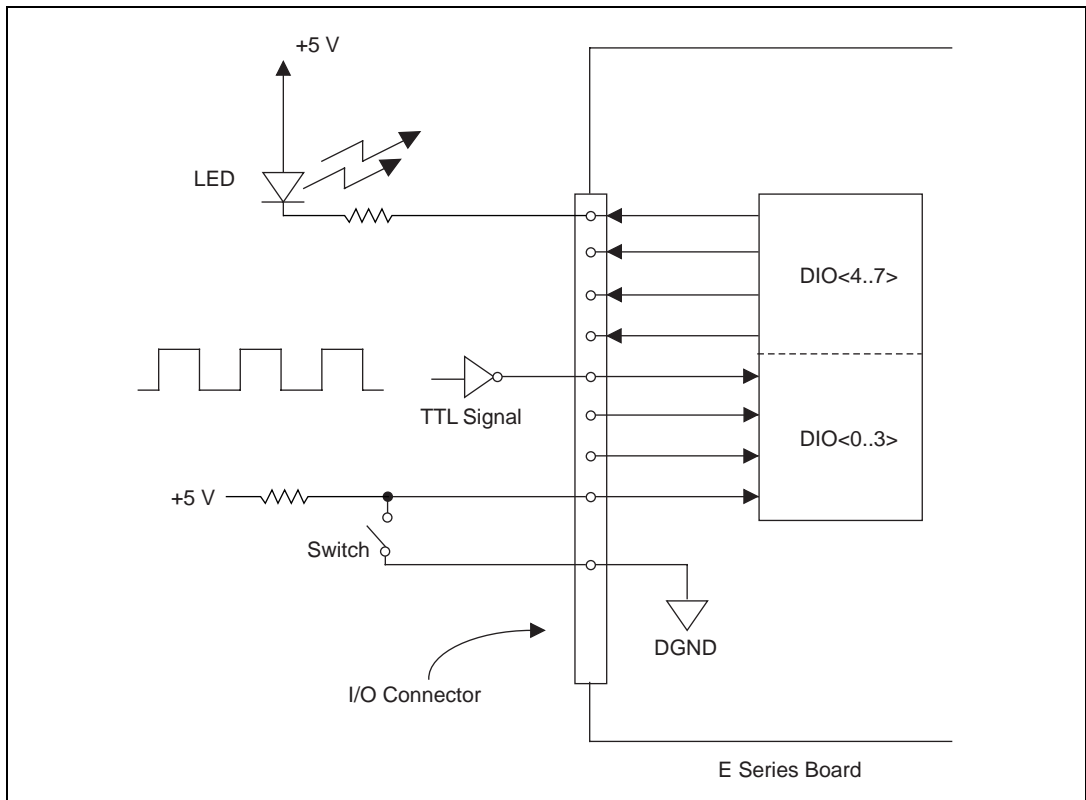 +5 V
LED
DIO<4..7>
TTL Signal
DIO<0..3>
+5 V
Switch
DGND
I/O Connector
E Series Board